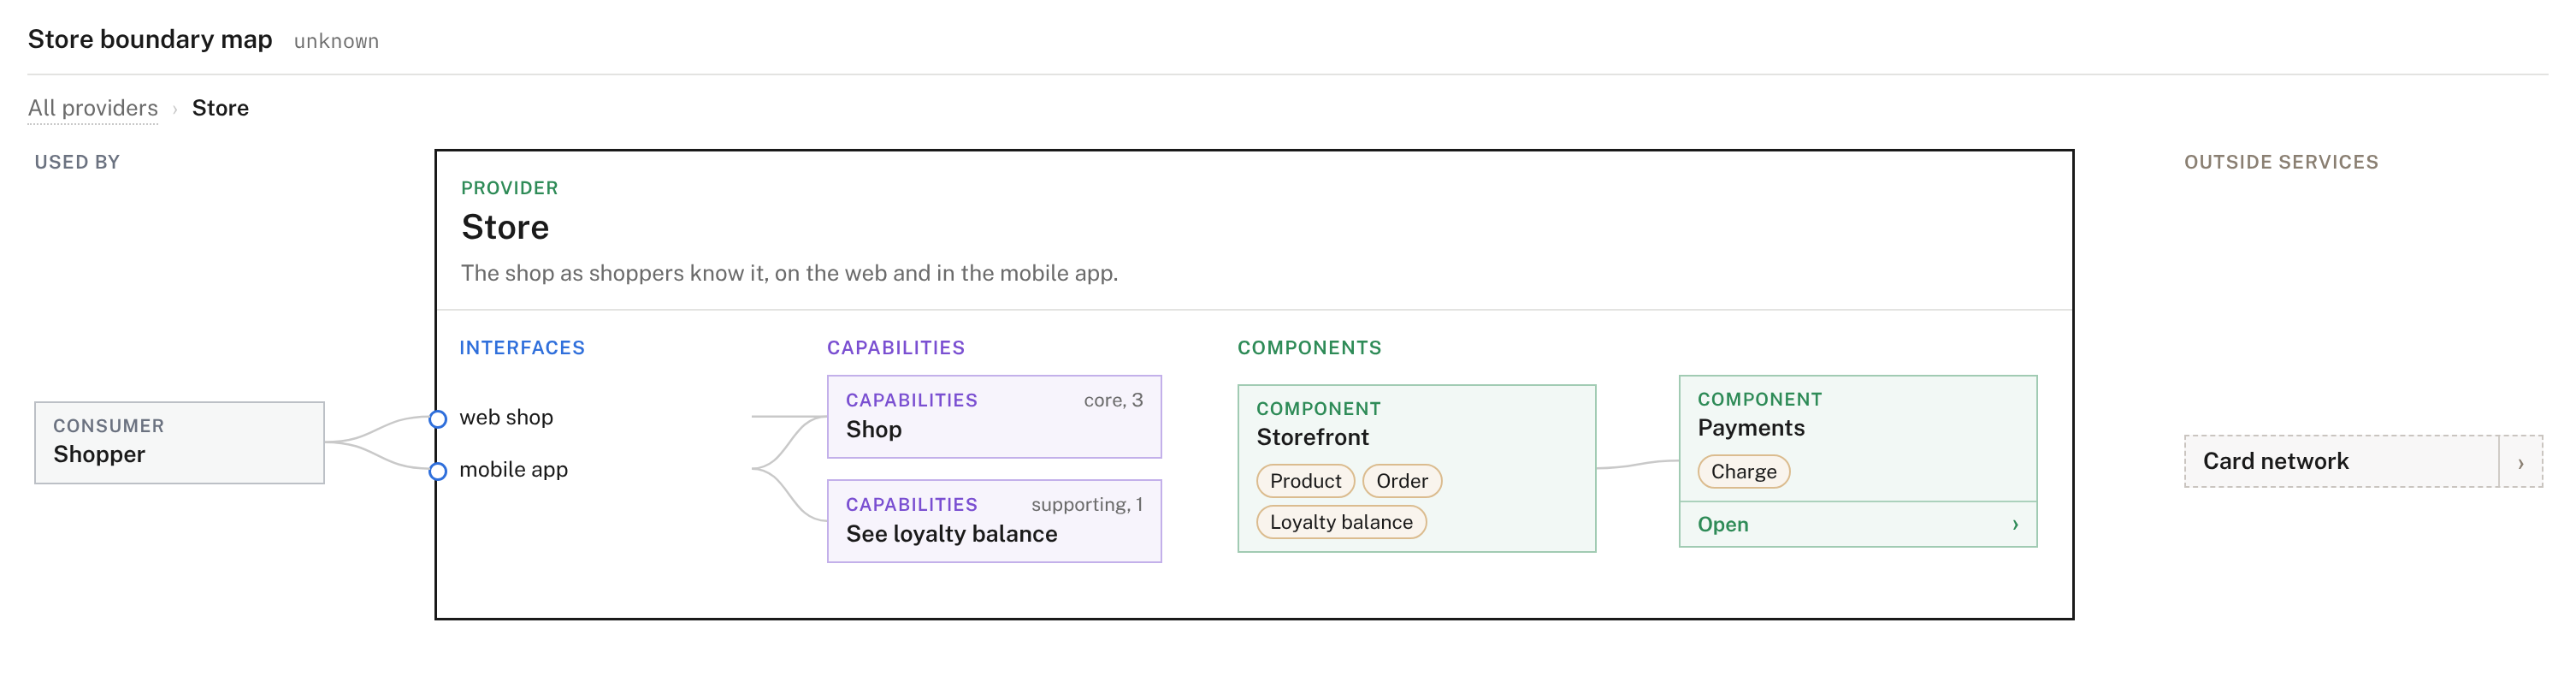 Store boundary map unknown
All providers › Store
USED BY
OUTSIDE SERVICES
PROVIDER
Store
The shop as shoppers know it, on the web and in the mobile app.
INTERFACES
CAPABILITIES
COMPONENTS
CONSUMER
Shopper
web shop
mobile app
CAPABILITIES core, 3
Shop
CAPABILITIES supporting, 1
See loyalty balance
COMPONENT
Storefront
Product Order
Loyalty balance
COMPONENT
Payments
Charge
Open ›
Card network ›